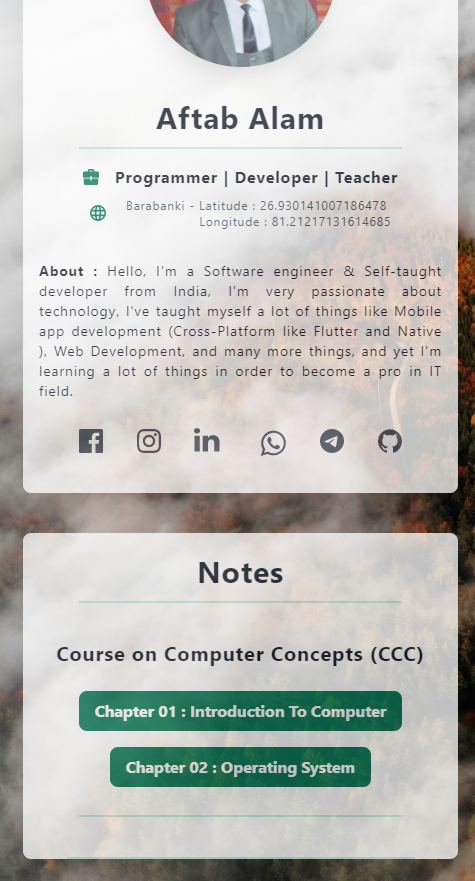 Aftab Alam
Programmer | Developer | Teacher
Barabanki - Latitude : 26.930141007186478
Longitude : 81.21217131614685
About : Hello, I'm a Software engineer & Self-taught
developer from India, I'm very passionate about
technology, I've taught myself a lot of things like Mobile
app development (Cross-Platform like Flutter and Native
), Web Development, and many more things, and yet I'm
learning a lot of things in order to become a pro in IT
field.
Notes
Course on Computer Concepts (CCC)
Chapter 01 : Introduction To Computer
Chapter 02 : Operating System